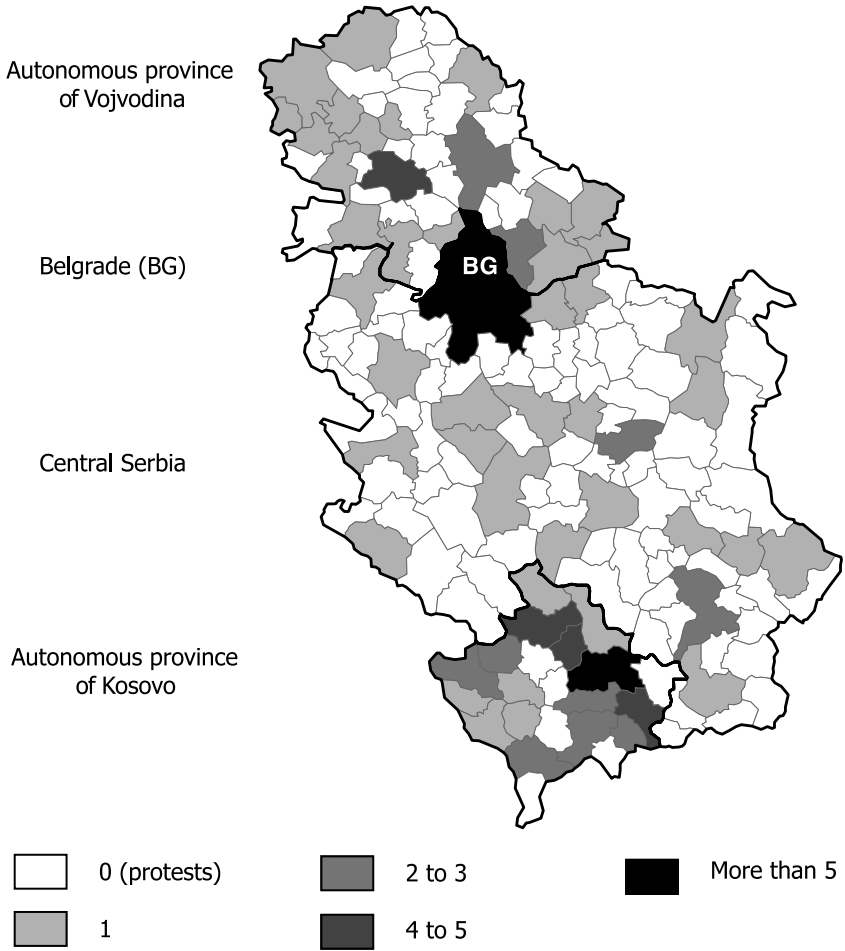 Autonomous province
of Vojvodina
Belgrade (BG)
BG
Central Serbia
Autonomous province
of Kosovo
0 (protests)
2 to 3
More than 5
1
4 to 5